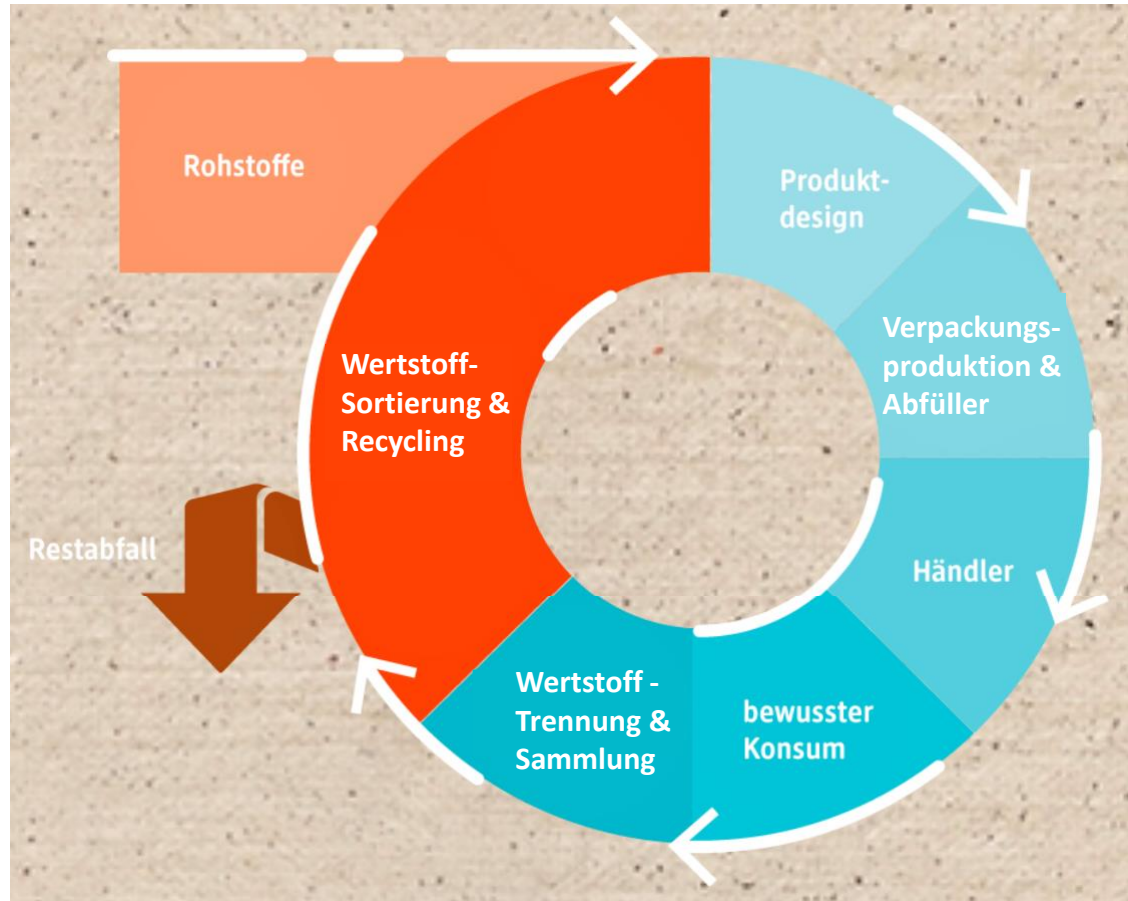 Rohstoffe
Produkt-
design
Verpackungs-
produktion &
Abfüller
Händler
bewusster
Konsum
Wertstoff -
Trennung &
Sammlung
Wertstoff-
Sortierung &
Recycling
Restabfall